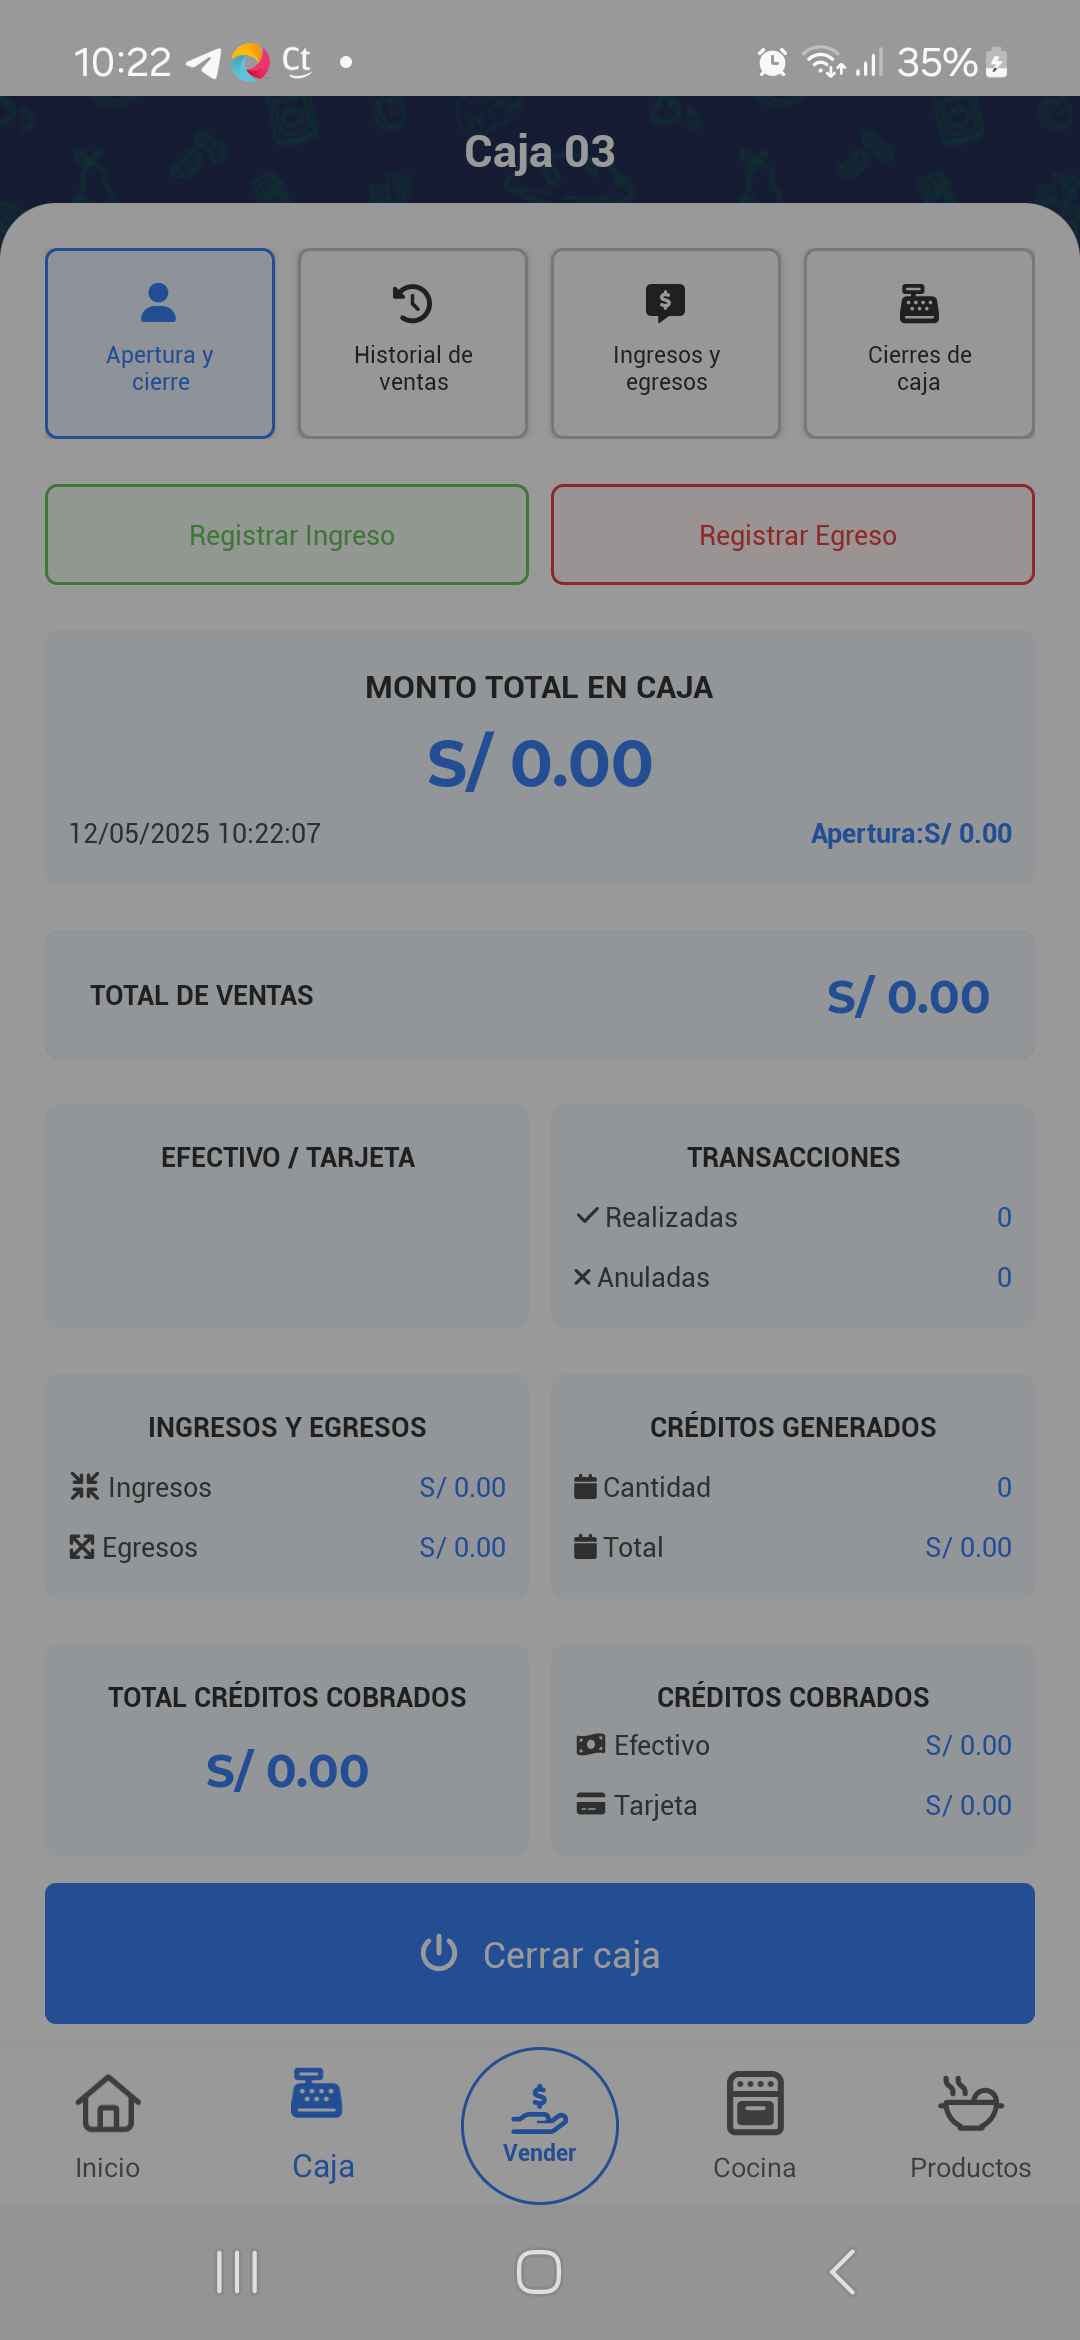 10:22 Ct 35%
Caja 03
Apertura y
cierre
Historial de
ventas
Ingresos y
egresos
Cierres de
caja
Registrar Ingreso
Registrar Egreso
MONTO TOTAL EN CAJA
S/ 0.00
12/05/2025 10:22:07
Apertura:S/ 0.00
TOTAL DE VENTAS
S/ 0.00
EFECTIVO / TARJETA
TRANSACCIONES
Realizadas 0
Anuladas 0
INGRESOS Y EGRESOS
Ingresos S/ 0.00
Egresos S/ 0.00
CRÉDITOS GENERADOS
Cantidad 0
Total S/ 0.00
TOTAL CRÉDITOS COBRADOS
S/ 0.00
CRÉDITOS COBRADOS
Efectivo S/ 0.00
Tarjeta S/ 0.00
Cerrar caja
Inicio
Caja
Vender
Cocina
Productos